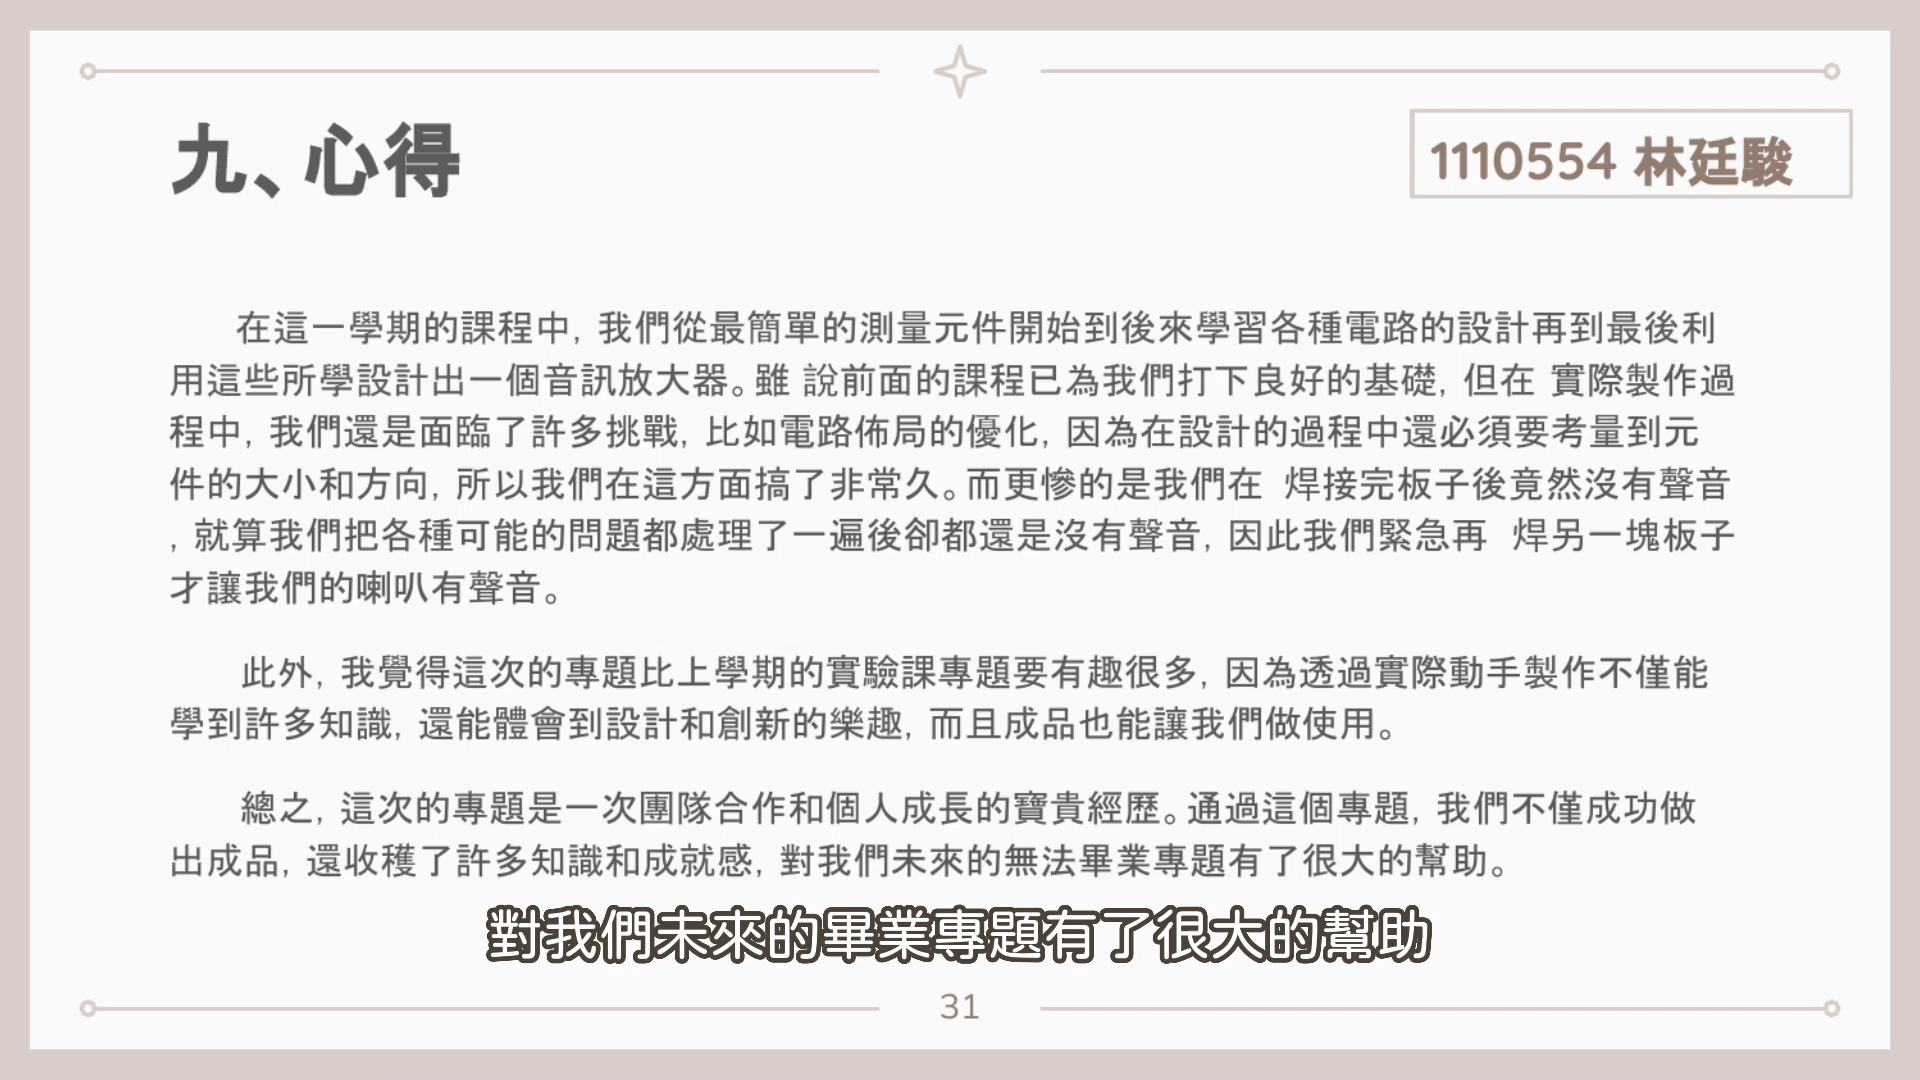 九、心得
1110554 林廷駿
在這一學期的課程中, 我們從最簡單的測量元件開始到後來學習各種電路的設計再到最後利
用這些所學設計出一個音訊放大器。雖 說前面的課程已為我們打下良好的基礎, 但在 實際製作過
程中, 我們還是面臨了許多挑戰, 比如電路佈局的優化, 因為在設計的過程中還必須要考量到元
件的大小和方向, 所以我們在這方面搞了非常久。而更慘的是我們在 焊接完板子後竟然沒有聲音
, 就算我們把各種可能的問題都處理了一遍後卻都還是沒有聲音, 因此我們緊急再 焊另一塊板子
才讓我們的喇叭有聲音。
此外, 我覺得這次的專題比上學期的實驗課專題要有趣很多, 因為透過實際動手製作不僅能
學到許多知識, 還能體會到設計和創新的樂趣, 而且成品也能讓我們做使用。
總之, 這次的專題是一次團隊合作和個人成長的寶貴經歷。通過這個專題, 我們不僅成功做
出成品, 還收穫了許多知識和成就感, 對我們未來的無法畢業專題有了很大的幫助。
對我們未來的畢業專題有了很大的幫助
31